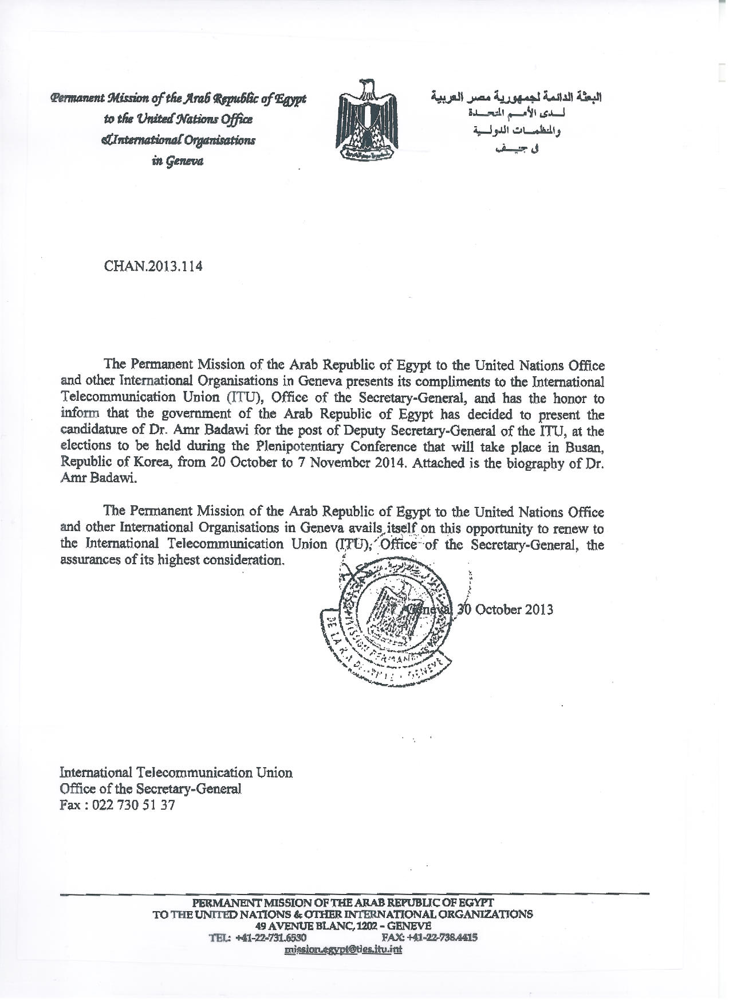 Permanent Mission of the Arab Republic of Egypt
to the United Nations Office
& International Organisations
in Geneva
البعثة الدائمة لجمهورية مصر العربية
لـدى الأمـم المتحـدة
والمنظمـات الدوليـة
فى جنيـف
CHAN.2013.114
The Permanent Mission of the Arab Republic of Egypt to the United Nations Office
and other International Organisations in Geneva presents its compliments to the International
Telecommunication Union (ITU), Office of the Secretary-General, and has the honor to
inform that the government of the Arab Republic of Egypt has decided to present the
candidature of Dr. Amr Badawi for the post of Deputy Secretary-General of the ITU, at the
elections to be held during the Plenipotentiary Conference that will take place in Busan,
Republic of Korea, from 20 October to 7 November 2014. Attached is the biography of Dr.
Amr Badawi.
The Permanent Mission of the Arab Republic of Egypt to the United Nations Office
and other International Organisations in Geneva avails itself on this opportunity to renew to
the International Telecommunication Union (ITU), Office of the Secretary-General, the
assurances of its highest consideration.
Geneva, 30 October 2013
MISSION PERMANENTE
DE LA R.A D'EGYPTE - GENEVE
International Telecommunication Union
Office of the Secretary-General
Fax : 022 730 51 37
PERMANENT MISSION OF THE ARAB REPUBLIC OF EGYPT
TO THE UNITED NATIONS & OTHER INTERNATIONAL ORGANIZATIONS
49 AVENUE BLANC, 1202 – GENEVE
TEL: +41-22-731.6530 FAX: +41-22-738.4415
mission.egypt@ties.itu.int